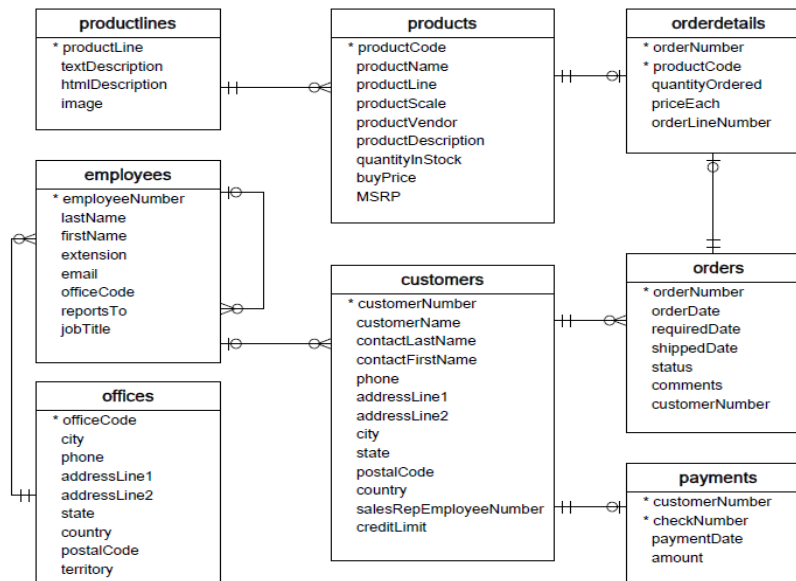 productlines
* productLine
textDescription
htmlDescription
image
products
* productCode
productName
productLine
productScale
productVendor
productDescription
quantityInStock
buyPrice
MSRP
orderdetails
* orderNumber
* productCode
quantityOrdered
priceEach
orderLineNumber
employees
* employeeNumber
lastName
firstName
extension
email
officeCode
reportsTo
jobTitle
customers
* customerNumber
customerName
contactLastName
contactFirstName
phone
addressLine1
addressLine2
city
state
postalCode
country
salesRepEmployeeNumber
creditLimit
orders
* orderNumber
orderDate
requiredDate
shippedDate
status
comments
customerNumber
offices
* officeCode
city
phone
addressLine1
addressLine2
state
country
postalCode
territory
payments
* customerNumber
* checkNumber
paymentDate
amount